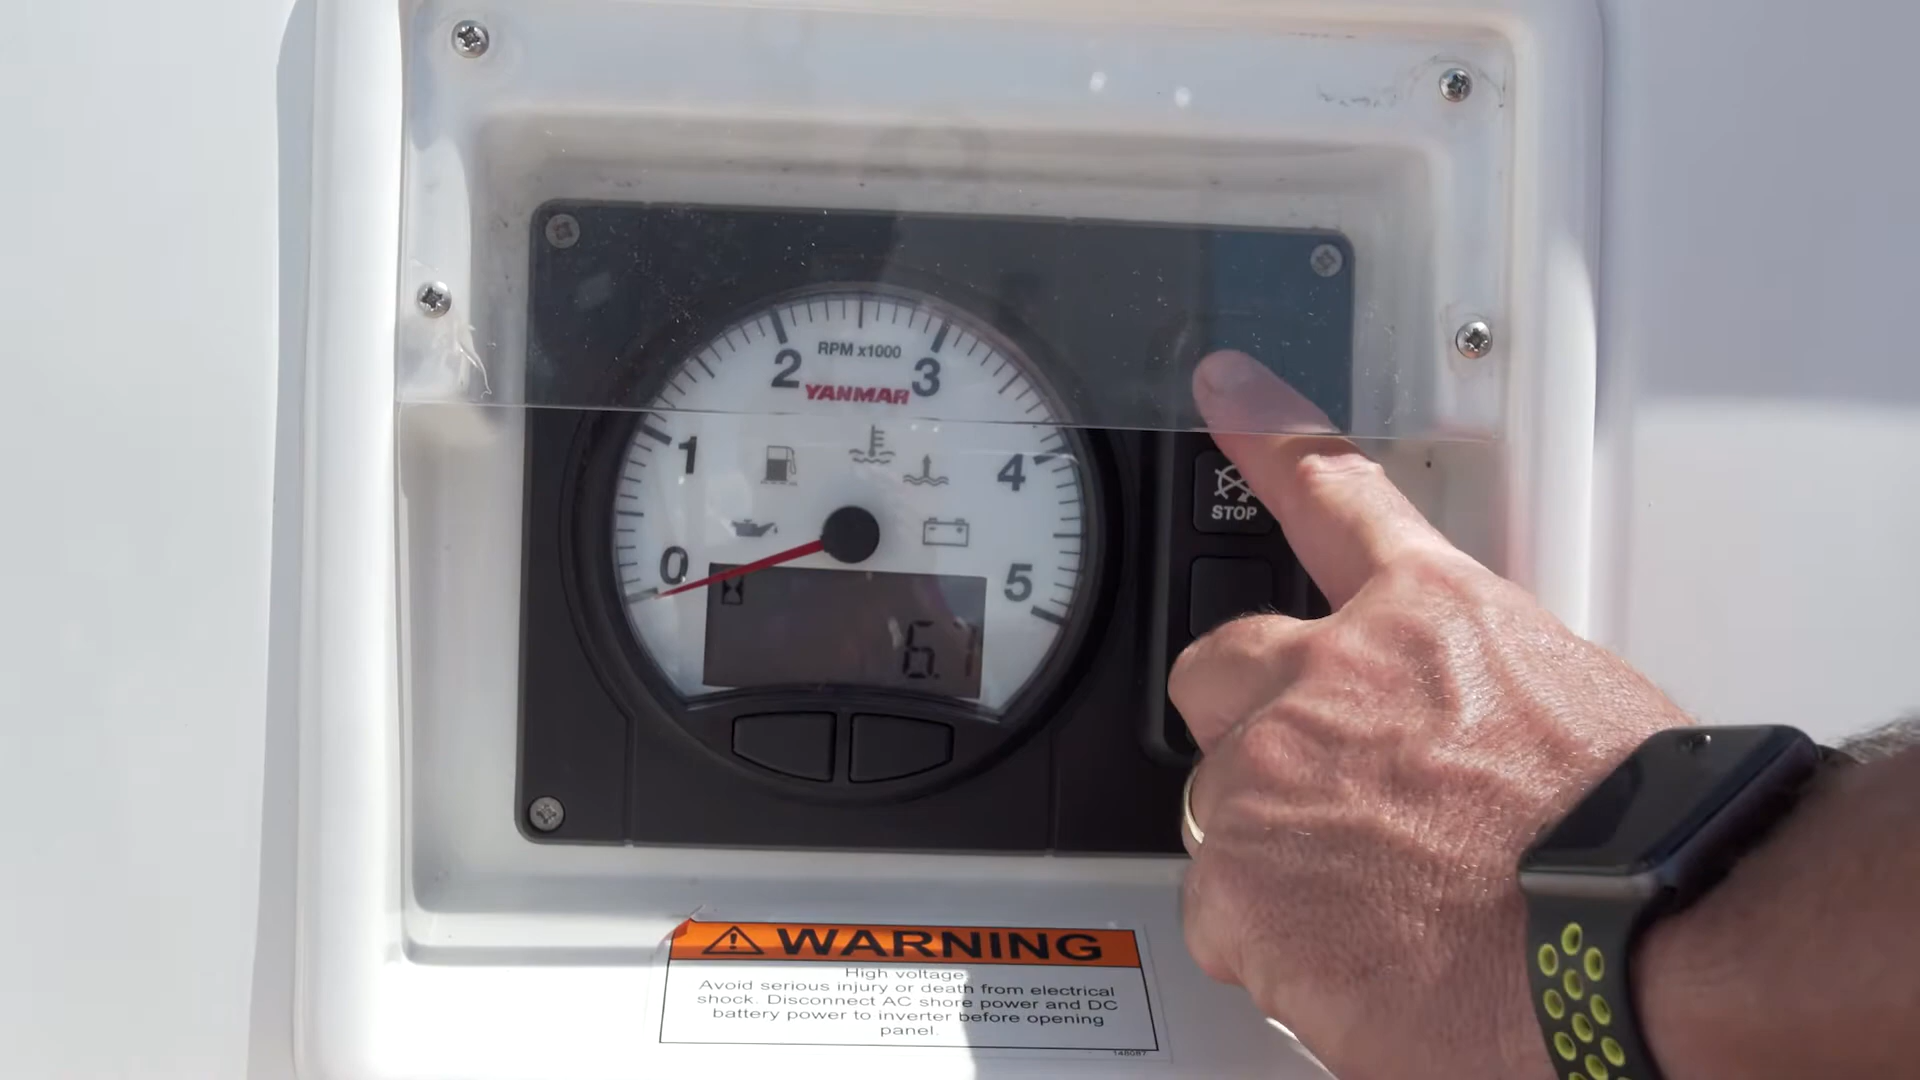 2
RPM x1000
3
YANMAR
1
4
STOP
0
5
6.7
WARNING
High voltage.
Avoid serious injury or death from electrical
shock. Disconnect AC shore power and DC
battery power to inverter before opening
panel.
148087